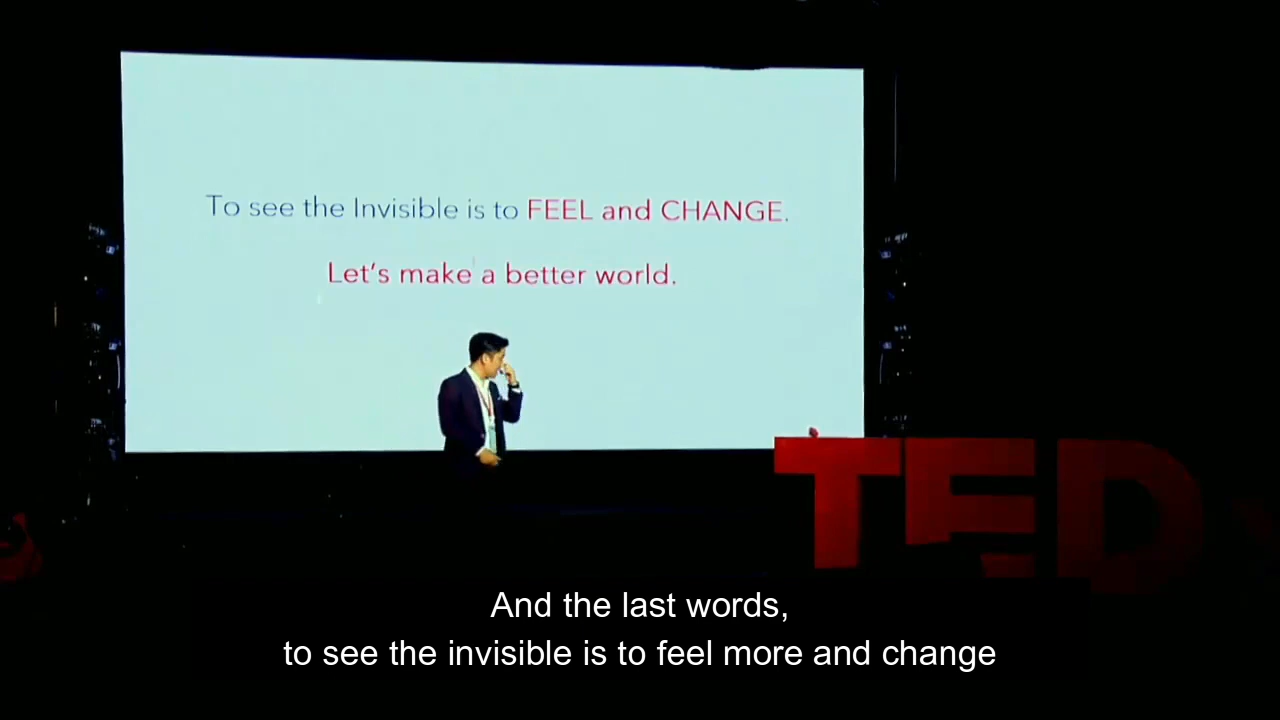 To see the Invisible is to FEEL and CHANGE.
Let's make a better world.
TED
And the last words,
to see the invisible is to feel more and change